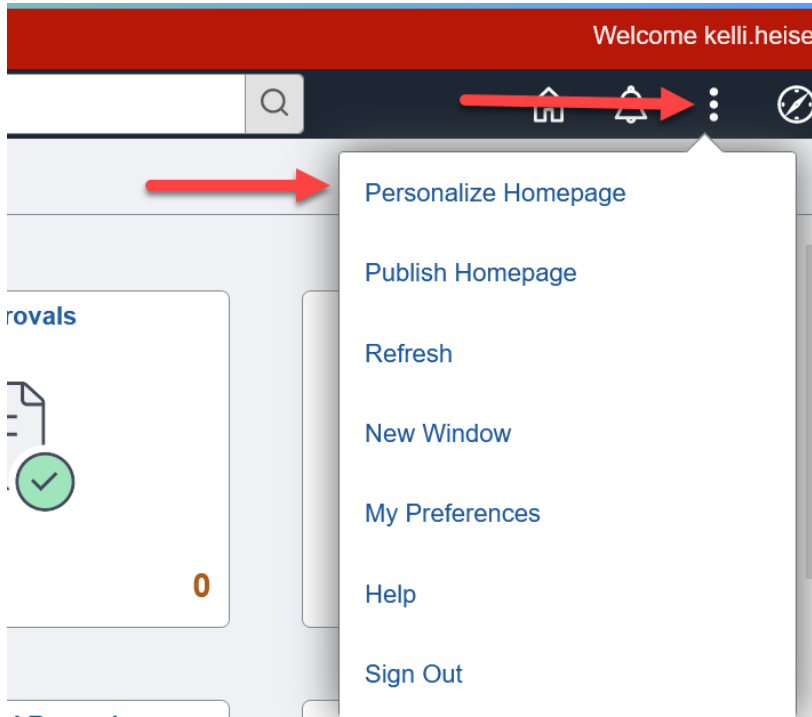 Welcome kelli.heise
Personalize Homepage
Publish Homepage
rovals
Refresh
New Window
My Preferences
0
Help
Sign Out